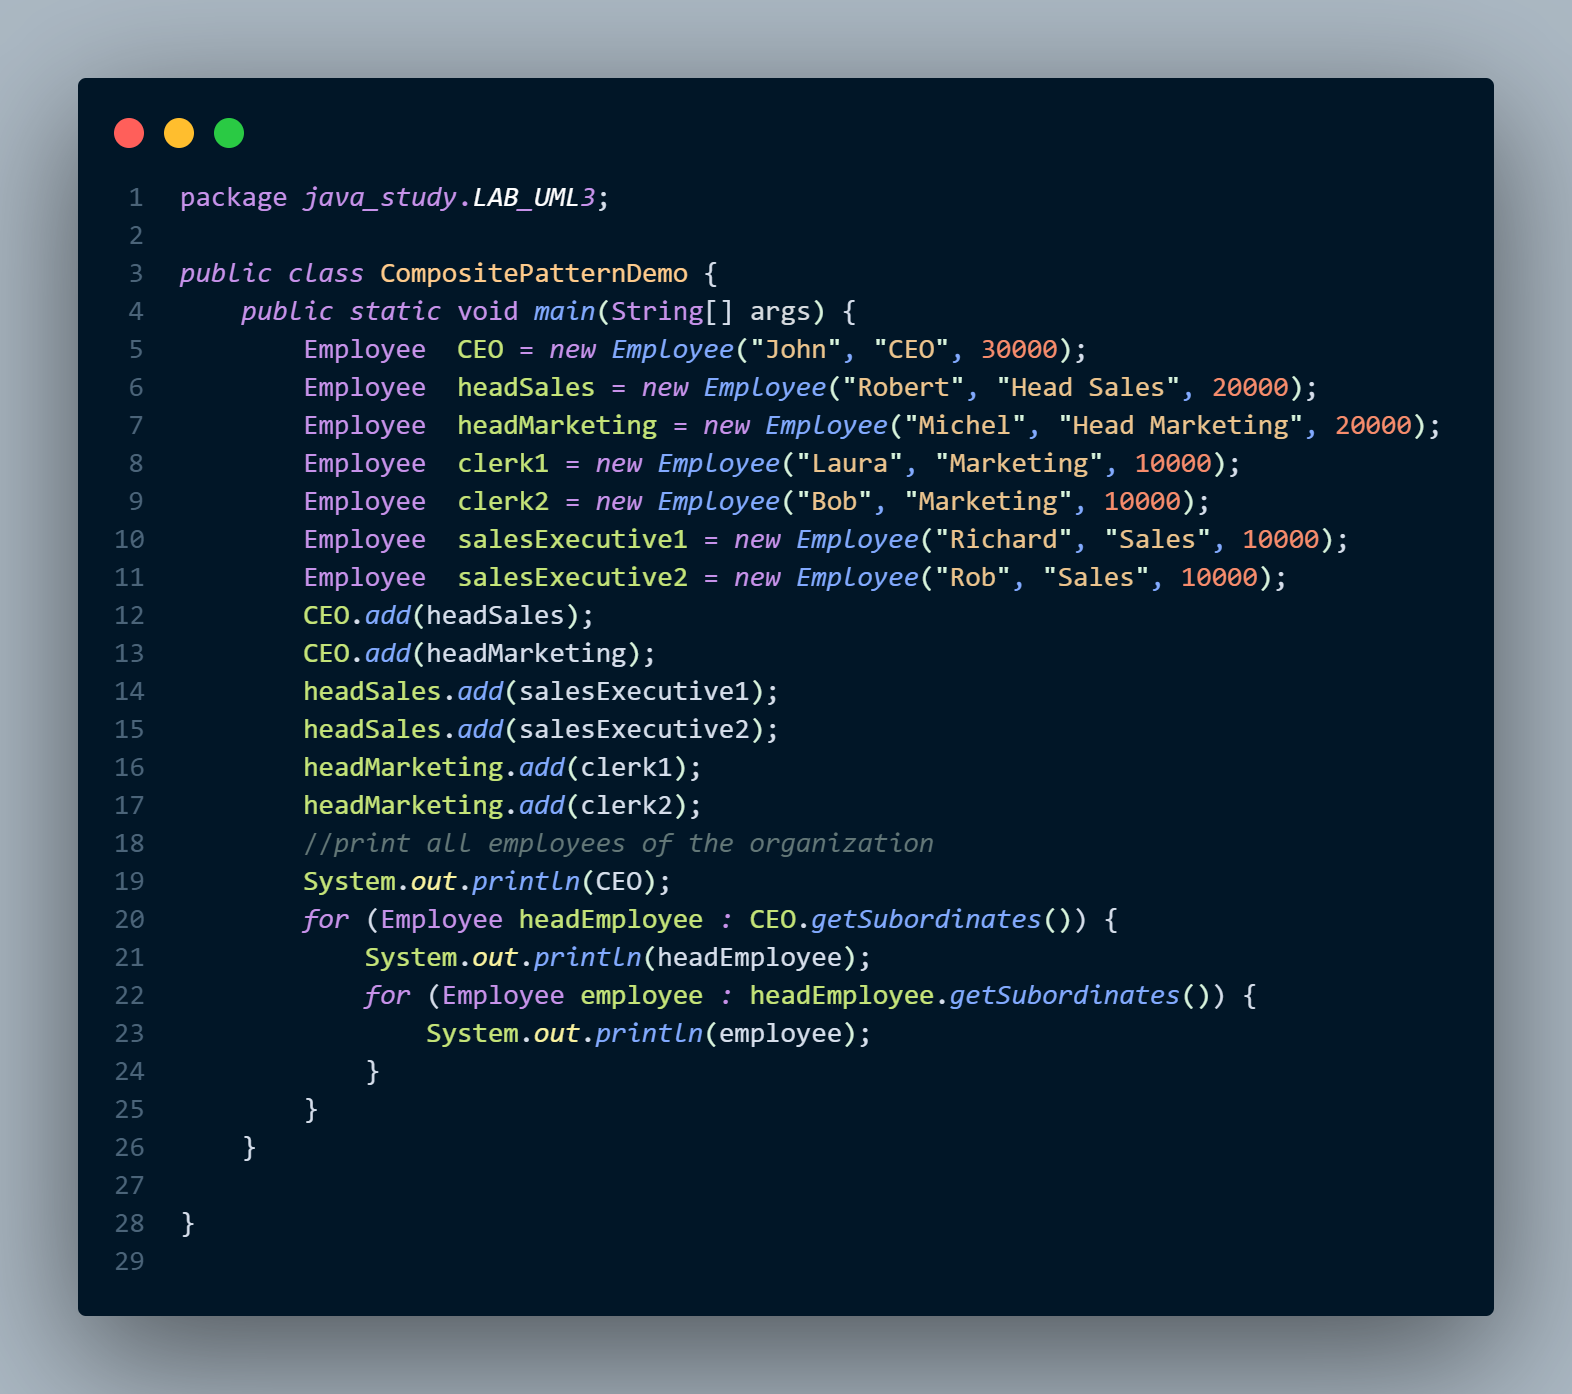 1 package java_study.LAB_UML3;
2
3 public class CompositePatternDemo {
4     public static void main(String[] args) {
5         Employee  CEO = new Employee("John", "CEO", 30000);
6         Employee  headSales = new Employee("Robert", "Head Sales", 20000);
7         Employee  headMarketing = new Employee("Michel", "Head Marketing", 20000);
8         Employee  clerk1 = new Employee("Laura", "Marketing", 10000);
9         Employee  clerk2 = new Employee("Bob", "Marketing", 10000);
10         Employee  salesExecutive1 = new Employee("Richard", "Sales", 10000);
11         Employee  salesExecutive2 = new Employee("Rob", "Sales", 10000);
12         CEO.add(headSales);
13         CEO.add(headMarketing);
14         headSales.add(salesExecutive1);
15         headSales.add(salesExecutive2);
16         headMarketing.add(clerk1);
17         headMarketing.add(clerk2);
18         //print all employees of the organization
19         System.out.println(CEO);
20         for (Employee headEmployee : CEO.getSubordinates()) {
21             System.out.println(headEmployee);
22             for (Employee employee : headEmployee.getSubordinates()) {
23                 System.out.println(employee);
24             }
25         }
26     }
27
28 }
29